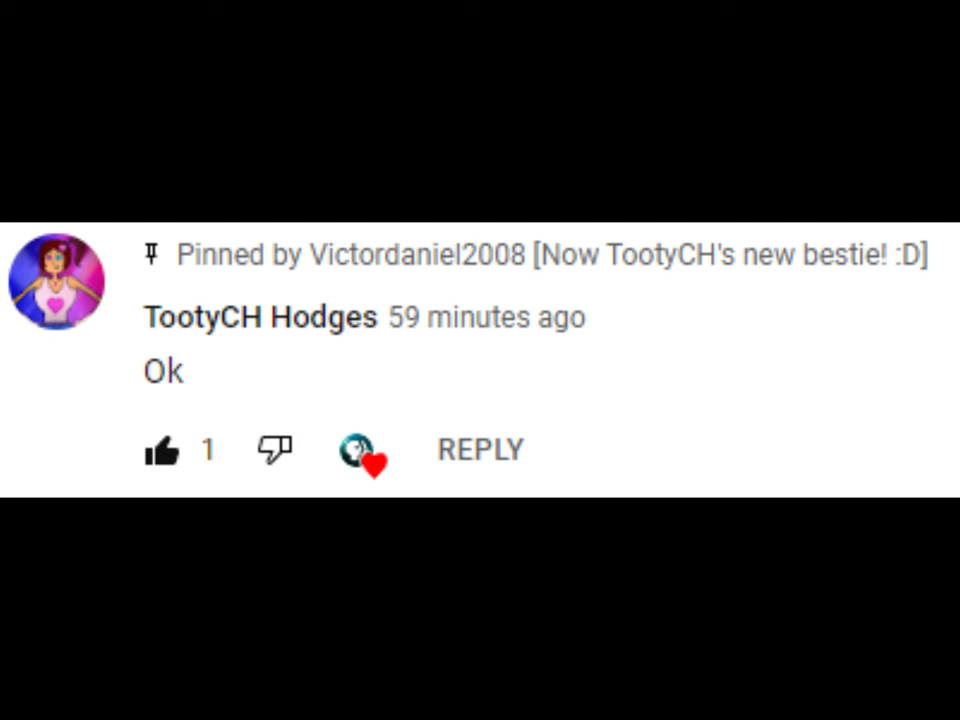 Pinned by Victordaniel2008 [Now TootyCH's new bestie! :D]
TootyCH Hodges 59 minutes ago
Ok
1 REPLY